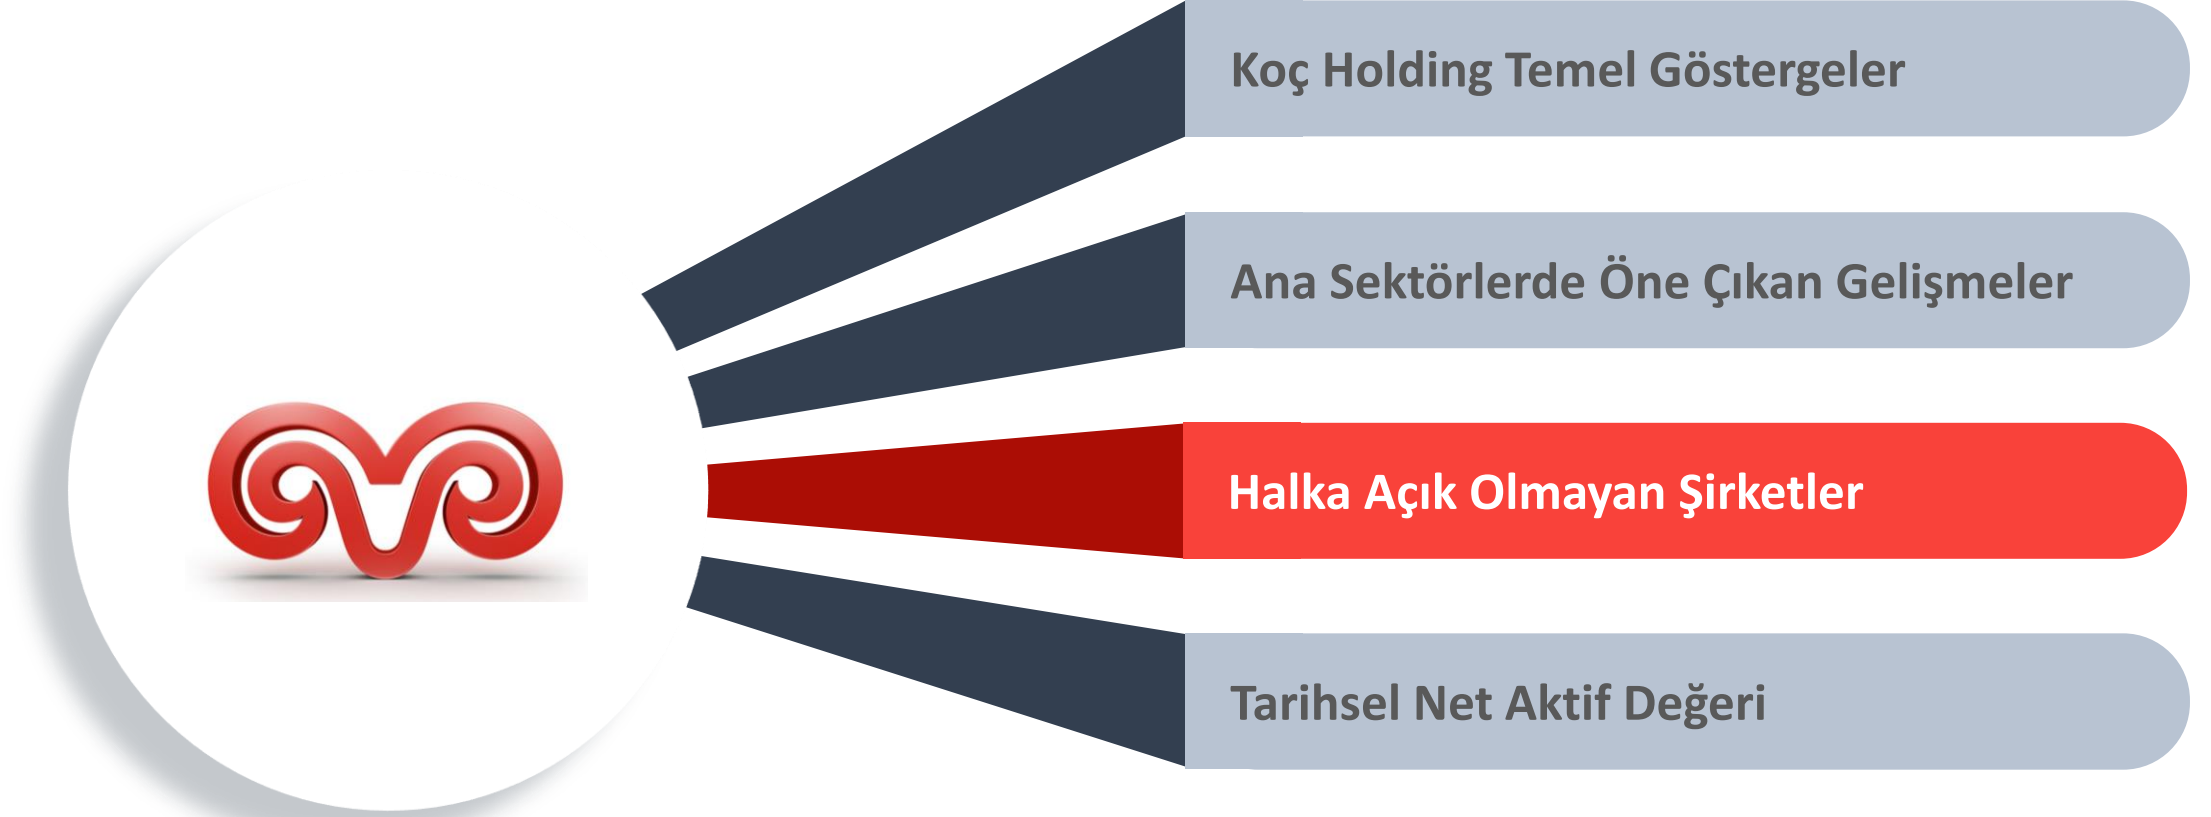 Koç Holding Temel Göstergeler
Ana Sektörlerde Öne Çıkan Gelişmeler
Halka Açık Olmayan Şirketler
Tarihsel Net Aktif Değeri